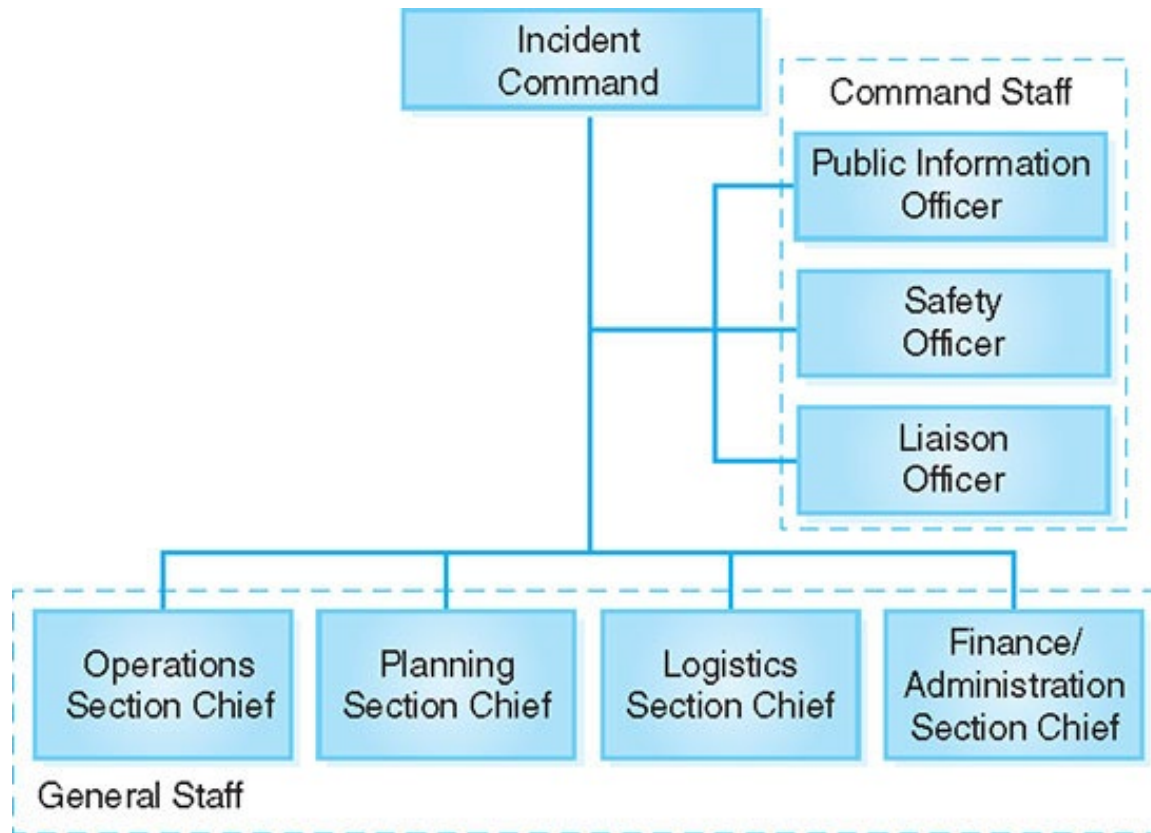 Incident
Command
Command Staff
Public Information
Officer
Safety
Officer
Liaison
Officer
Operations
Section Chief
Planning
Section Chief
Logistics
Section Chief
Finance/
Administration
Section Chief
General Staff